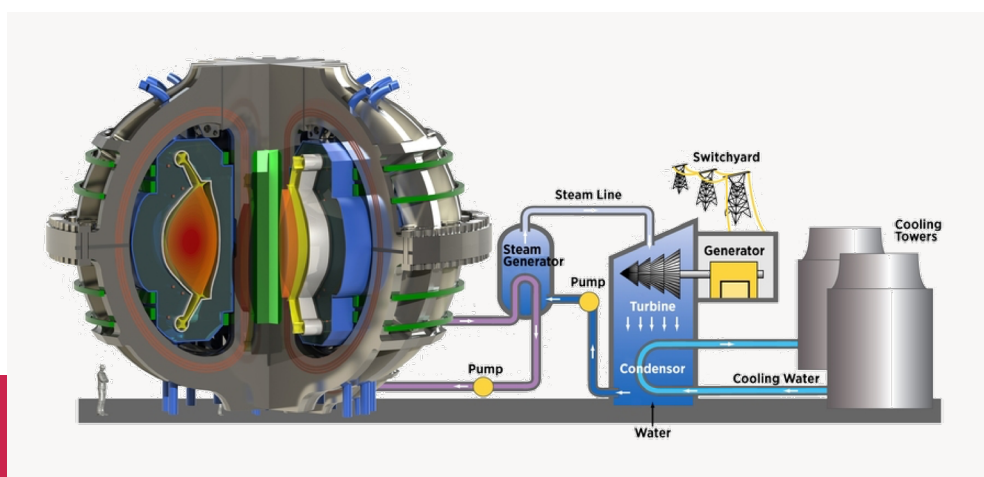 Switchyard
Steam Line
Cooling
Towers
Steam
Generator
Generator
Pump
Turbine
Condensor
Pump
Cooling Water
Water